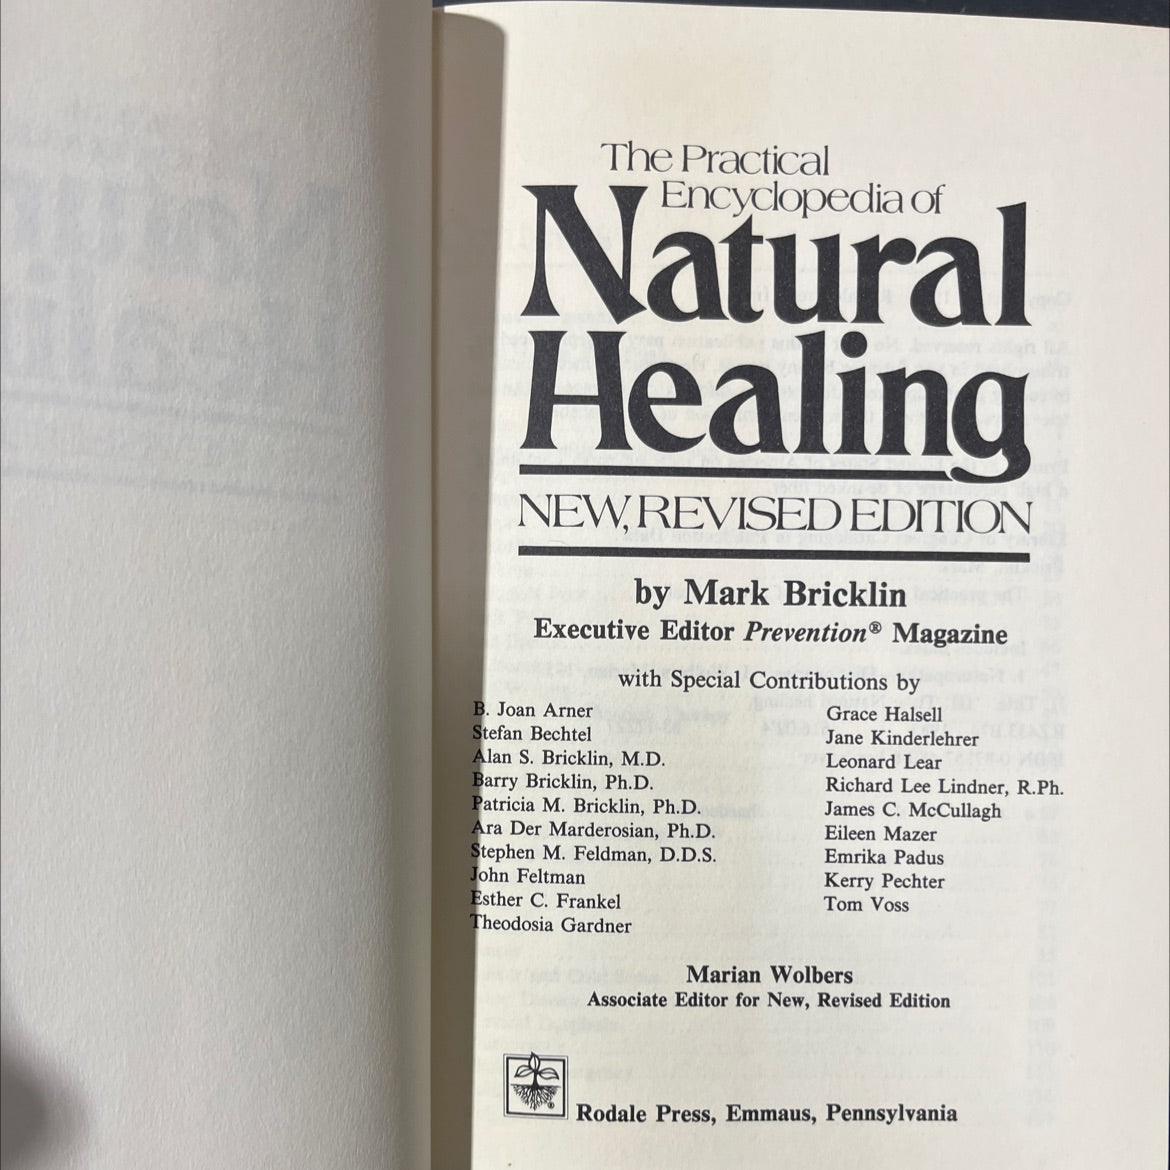 The Practical
Encyclopedia of
Natural
Healing
NEW, REVISED EDITION
by Mark Bricklin
Executive Editor Prevention® Magazine
with Special Contributions by
B. Joan Arner
Stefan Bechtel
Alan S. Bricklin, M.D.
Barry Bricklin, Ph.D.
Patricia M. Bricklin, Ph.D.
Ara Der Marderosian, Ph.D.
Stephen M. Feldman, D.D.S.
John Feltman
Esther C. Frankel
Theodosia Gardner
Grace Halsell
Jane Kinderlehrer
Leonard Lear
Richard Lee Lindner, R.Ph.
James C. McCullagh
Eileen Mazer
Emrika Padus
Kerry Pechter
Tom Voss
Marian Wolbers
Associate Editor for New, Revised Edition
Rodale Press, Emmaus, Pennsylvania